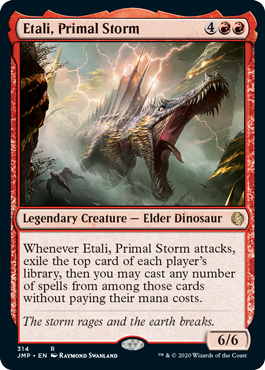 Etali, Primal Storm 4
Legendary Creature — Elder Dinosaur
Whenever Etali, Primal Storm attacks,
exile the top card of each player's
library, then you may cast any number
of spells from among those cards
without paying their mana costs.
The storm rages and the earth breaks.
6/6
314 R
JMP • EN RAYMOND SWANLAND
™ & © 2020 Wizards of the Coast